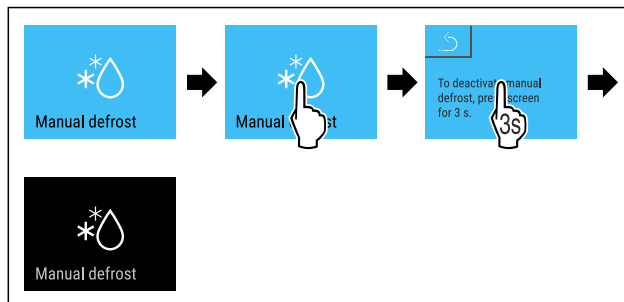 Manual defrost
Manual st
To deactivat manual
defrost, pre screen
for 3 s.
3s
Manual defrost